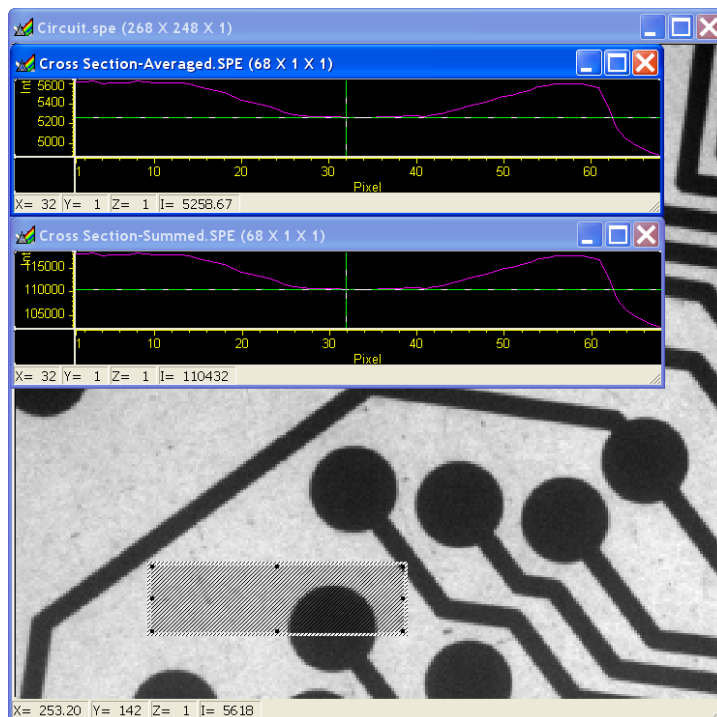 Circuit.spe (268 X 248 X 1)
Cross Section-Averaged.SPE (68 X 1 X 1)
Int
5600
5400
5200
5000
1 10 20 30 40 50 60
Pixel
X= 32 Y= 1 Z= 1 I= 5258.67
Cross Section-Summed.SPE (68 X 1 X 1)
Int
115000
110000
105000
1 10 20 30 40 50 60
Pixel
X= 32 Y= 1 Z= 1 I= 110432
X= 253.20 Y= 142 Z= 1 I= 5618